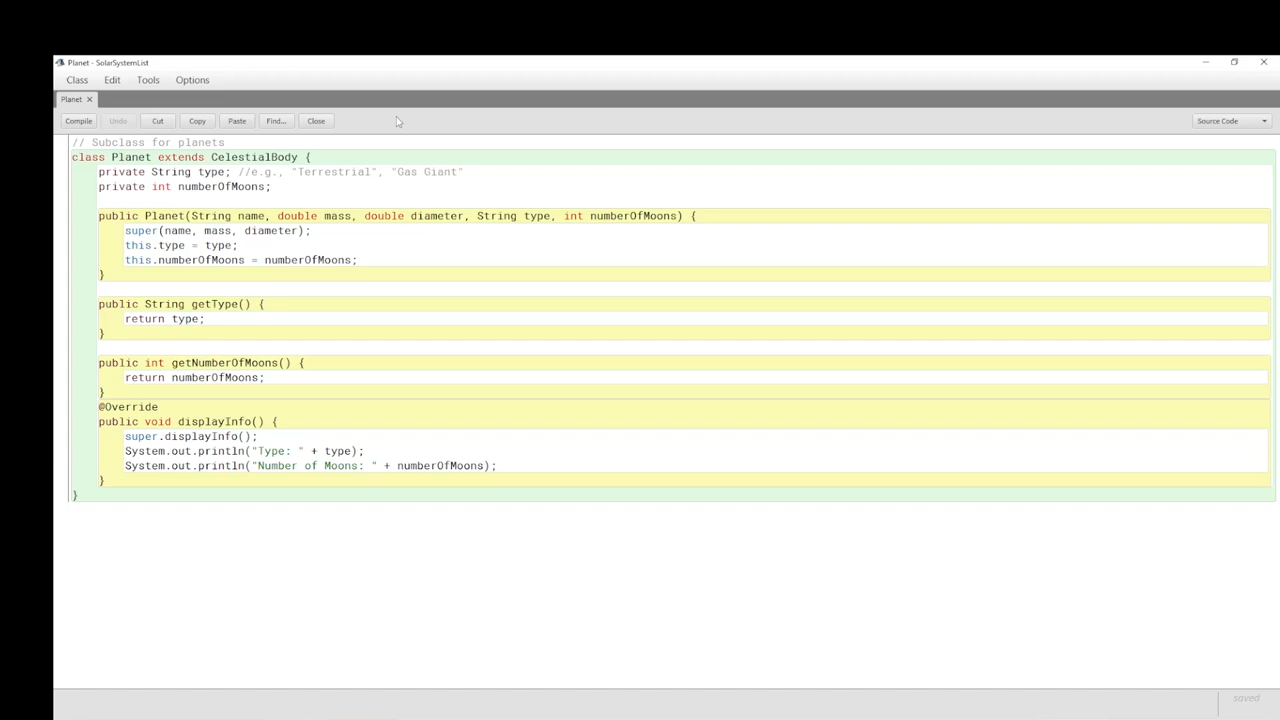 Planet - SolarSystemList
Class Edit Tools Options
Planet ×
Compile Undo Cut Copy Paste Find... Close Source Code
// Subclass for planets
class Planet extends CelestialBody {
private String type; //e.g., "Terrestrial", "Gas Giant"
private int numberOfMoons;
public Planet(String name, double mass, double diameter, String type, int numberOfMoons) {
super(name, mass, diameter);
this.type = type;
this.numberOfMoons = numberOfMoons;
}
public String getType() {
return type;
}
public int getNumberOfMoons() {
return numberOfMoons;
}
@Override
public void displayInfo() {
super.displayInfo();
System.out.println("Type: " + type);
System.out.println("Number of Moons: " + numberOfMoons);
}
}
saved